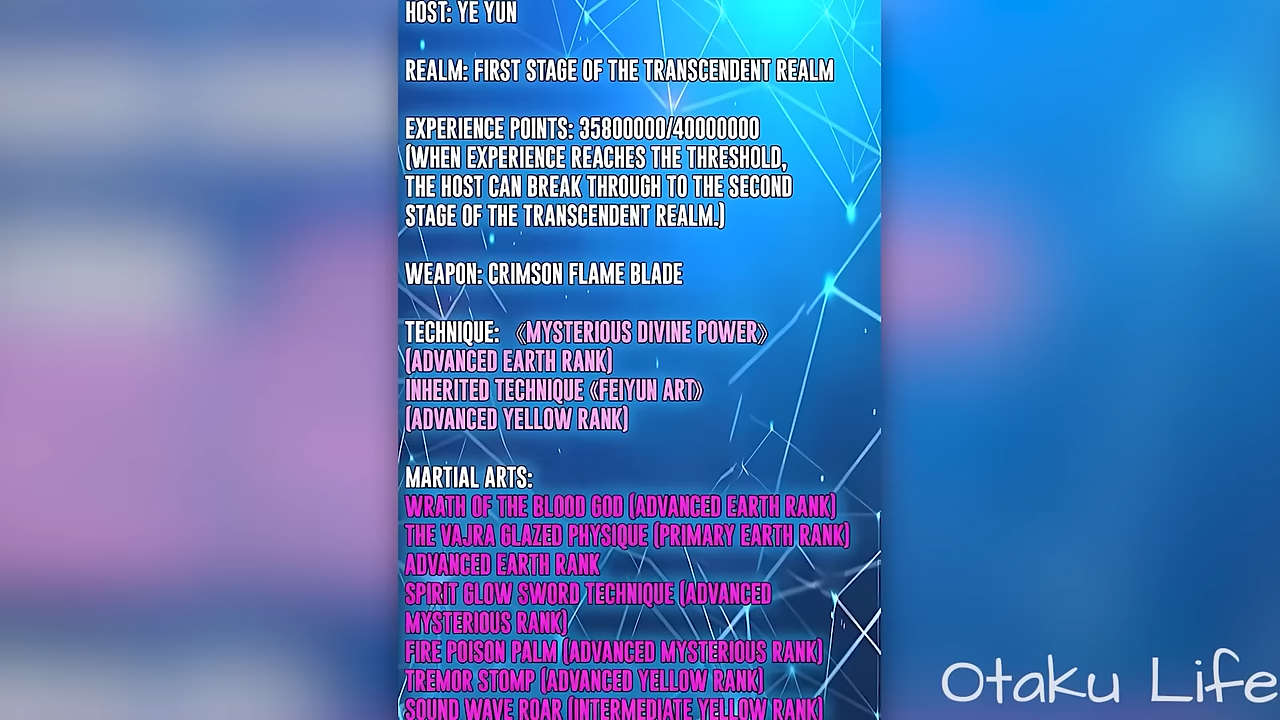 HOST: YE YUN
REALM: FIRST STAGE OF THE TRANSCENDENT REALM
EXPERIENCE POINTS: 35800000/40000000
(WHEN EXPERIENCE REACHES THE THRESHOLD,
THE HOST CAN BREAK THROUGH TO THE SECOND
STAGE OF THE TRANSCENDENT REALM.)
WEAPON: CRIMSON FLAME BLADE
TECHNIQUE: 《MYSTERIOUS DIVINE POWER》
(ADVANCED EARTH RANK)
INHERITED TECHNIQUE 《FEIYUN ART》
(ADVANCED YELLOW RANK)
MARTIAL ARTS:
WRATH OF THE BLOOD GOD (ADVANCED EARTH RANK)
THE VAJRA GLAZED PHYSIQUE (PRIMARY EARTH RANK)
ADVANCED EARTH RANK
SPIRIT GLOW SWORD TECHNIQUE (ADVANCED
MYSTERIOUS RANK)
FIRE POISON PALM (ADVANCED MYSTERIOUS RANK)
TREMOR STOMP (ADVANCED YELLOW RANK)
SOUND WAVE ROAR (INTERMEDIATE YELLOW RANK)
Otaku Life